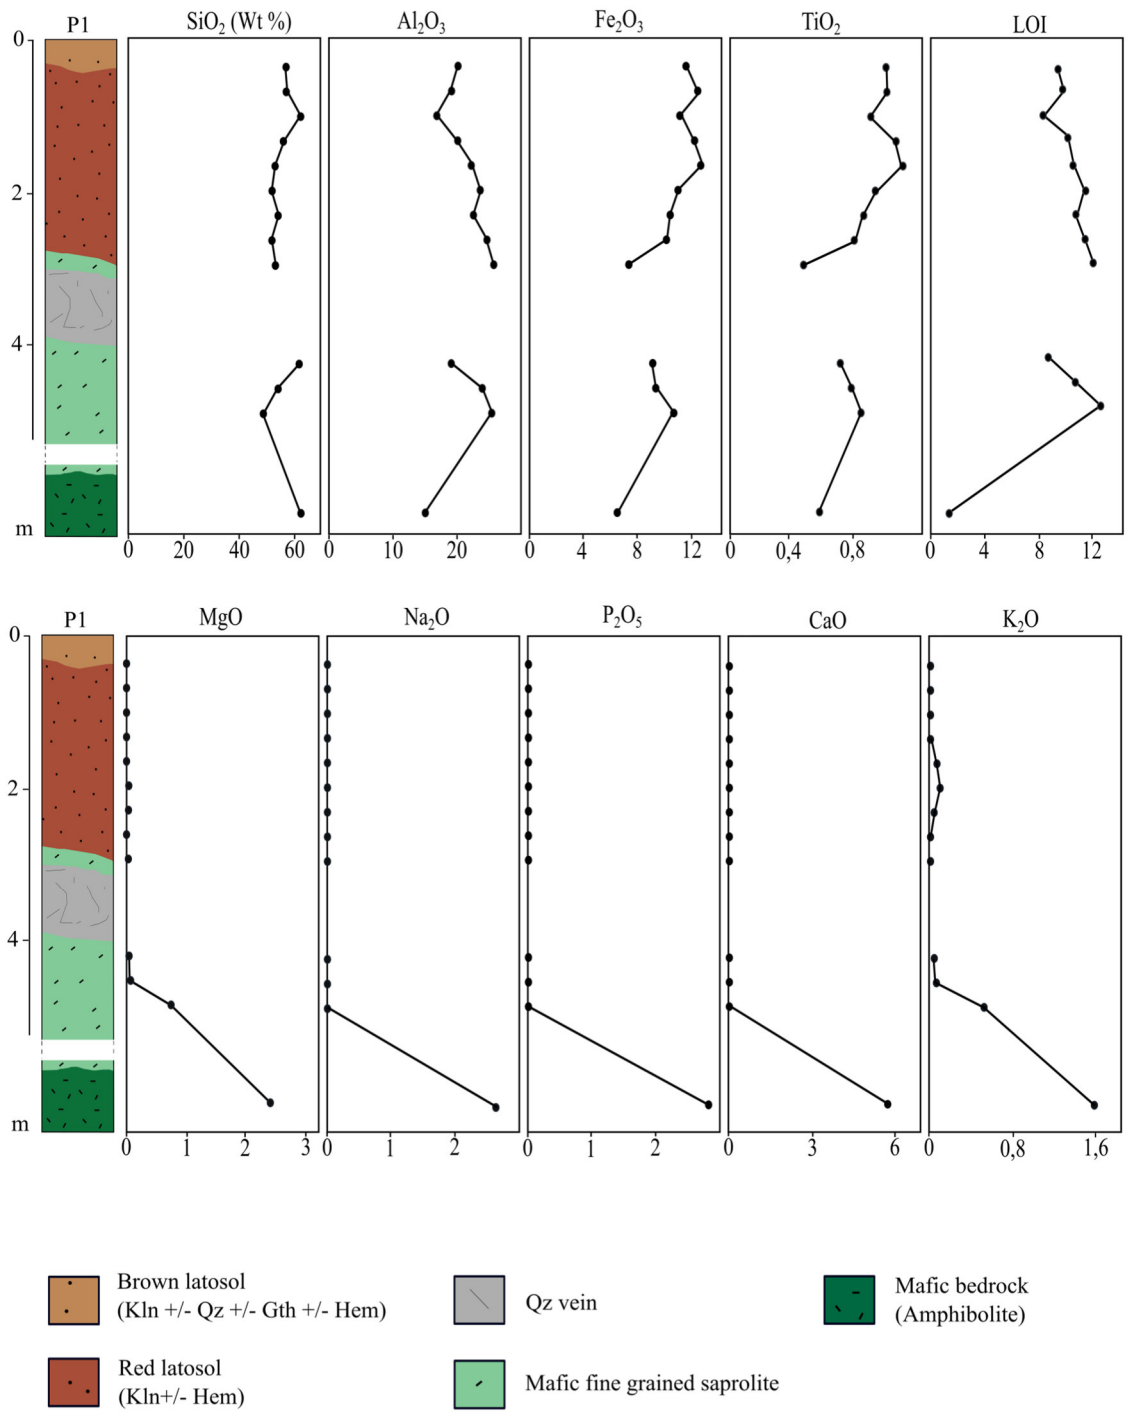 P1 SiO₂ (Wt %) Al₂O₃ Fe₂O₃ TiO₂ LOI
0
2
4
m
0 20 40 60 0 10 20 0 4 8 12 0 0,4 0,8 0 4 8 12
P1 MgO Na₂O P₂O₅ CaO K₂O
0
2
4
m
0 1 2 3 0 1 2 0 1 2 0 3 6 0 0,8 1,6
Brown latosol
(Kln +/- Qz +/- Gth +/- Hem)
Qz vein
Mafic bedrock
(Amphibolite)
Red latosol
(Kln+/- Hem)
Mafic fine grained saprolite